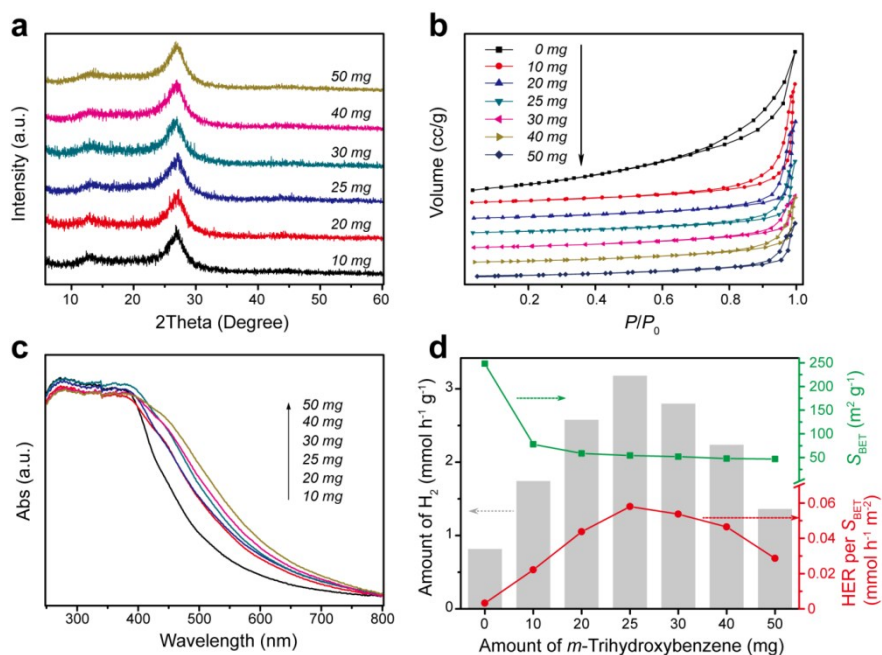 a
Intensity (a.u.)
50 mg
40 mg
30 mg
25 mg
20 mg
10 mg
10 20 30 40 50 60
2Theta (Degree)
b
Volume (cc/g)
0 mg
10 mg
20 mg
25 mg
30 mg
40 mg
50 mg
0.2 0.4 0.6 0.8 1.0
P/P₀
c
Abs (a.u.)
50 mg
40 mg
30 mg
25 mg
20 mg
10 mg
300 400 500 600 700 800
Wavelength (nm)
d
Amount of H₂ (mmol h⁻¹ g⁻¹)
3
2
1
0
250
200
150
100
50
S_BET (m² g⁻¹)
0.06
0.04
0.02
0
HER per S_BET
(mmol h⁻¹ m⁻²)
0 10 20 25 30 40 50
Amount of m-Trihydroxybenzene (mg)